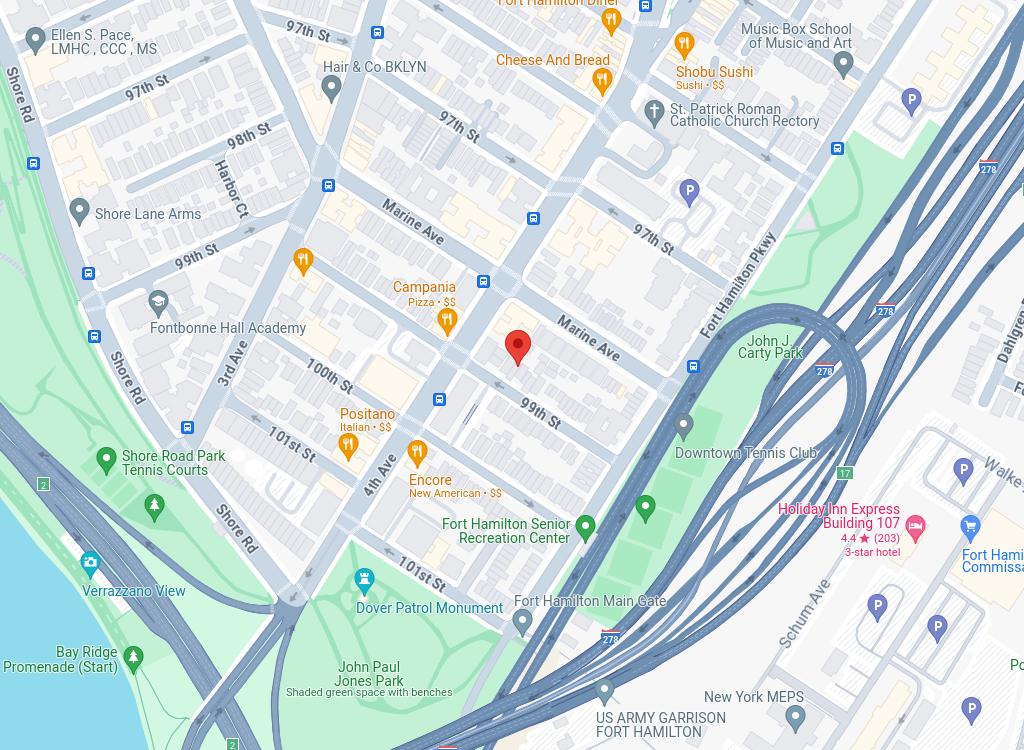 Fort Hamilton Diner
Ellen S. Pace,
LMHC , CCC , MS
97th St
Music Box School
of Music and Art
Cheese And Bread
Shobu Sushi
Sushi • $$
Hair & Co BKLYN
Shore Rd
97th St
St. Patrick Roman
Catholic Church Rectory
98th St
97th St
278
Harbor Ct
Shore Lane Arms
Marine Ave
97th St
99th St
Fort Hamilton Pkwy
Campania
Pizza • $$
278
Fontbonne Hall Academy
Marine Ave
John J.
Carty Park
Dahlgren
278
Shore Rd
3rd Ave
100th St
99th St
Positano
Italian • $$
101st St
Downtown Tennis Club
Shore Road Park
Tennis Courts
4th Ave
Encore
New American • $$
17
Walke
2
Holiday Inn Express
Building 107
4.4 ★ (203)
3-star hotel
Shore Rd
Fort Hamilton Senior
Recreation Center
Fort Hami
Commissa
101st St
Verrazzano View
Dover Patrol Monument
Fort Hamilton Main Gate
Schum Ave
278
Bay Ridge
Promenade (Start)
John Paul
Jones Park
Shaded green space with benches
Po
New York MEPS
US ARMY GARRISON
FORT HAMILTON
2
P
P
P
P
P
P